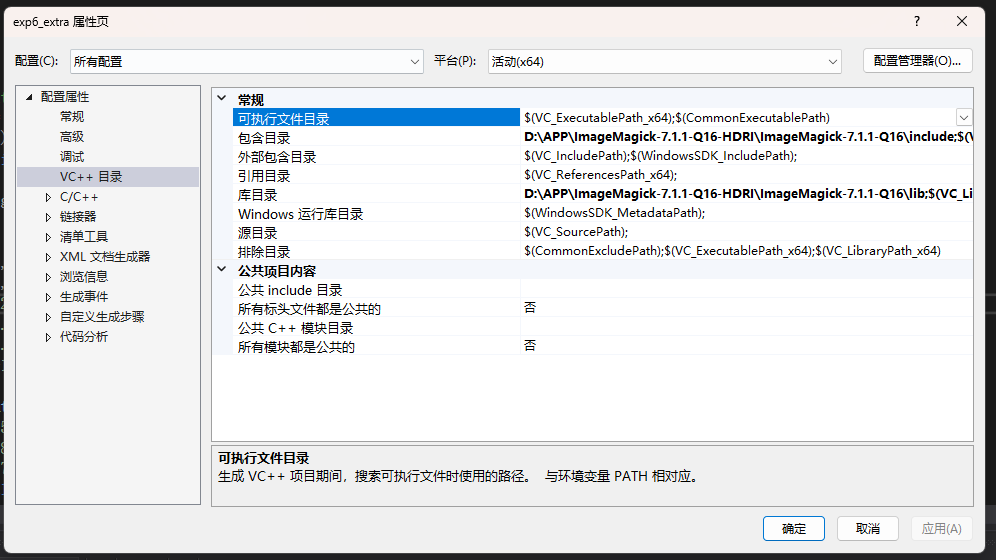 exp6_extra 属性页
配置(C): 所有配置 平台(P): 活动(x64) 配置管理器(O)...
配置属性
常规
高级
调试
VC++ 目录
C/C++
链接器
清单工具
XML 文档生成器
浏览信息
生成事件
自定义生成步骤
代码分析
常规
可执行文件目录 $(VC_ExecutablePath_x64);$(CommonExecutablePath)
包含目录 D:\APP\ImageMagick-7.1.1-Q16-HDRI\ImageMagick-7.1.1-Q16\include;$(V
外部包含目录 $(VC_IncludePath);$(WindowsSDK_IncludePath);
引用目录 $(VC_ReferencesPath_x64);
库目录 D:\APP\ImageMagick-7.1.1-Q16-HDRI\ImageMagick-7.1.1-Q16\lib;$(VC_Li
Windows 运行库目录 $(WindowsSDK_MetadataPath);
源目录 $(VC_SourcePath);
排除目录 $(CommonExcludePath);$(VC_ExecutablePath_x64);$(VC_LibraryPath_x64)
公共项目内容
公共 include 目录
所有标头文件都是公共的 否
公共 C++ 模块目录
所有模块都是公共的 否
可执行文件目录
生成 VC++ 项目期间，搜索可执行文件时使用的路径。 与环境变量 PATH 相对应。
确定 取消 应用(A)